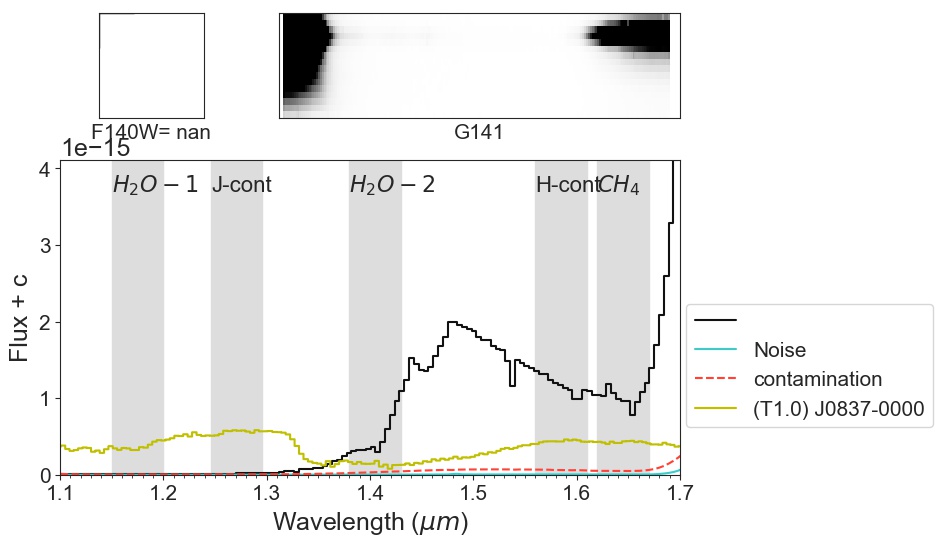 F140W= nan
G141
1e−15
H₂O − 1
J-cont
H₂O − 2
H-cont
CH₄
4
3
2
1
0
Flux + c
1.1
1.2
1.3
1.4
1.5
1.6
1.7
Wavelength (μm)
Noise
contamination
(T1.0) J0837-0000